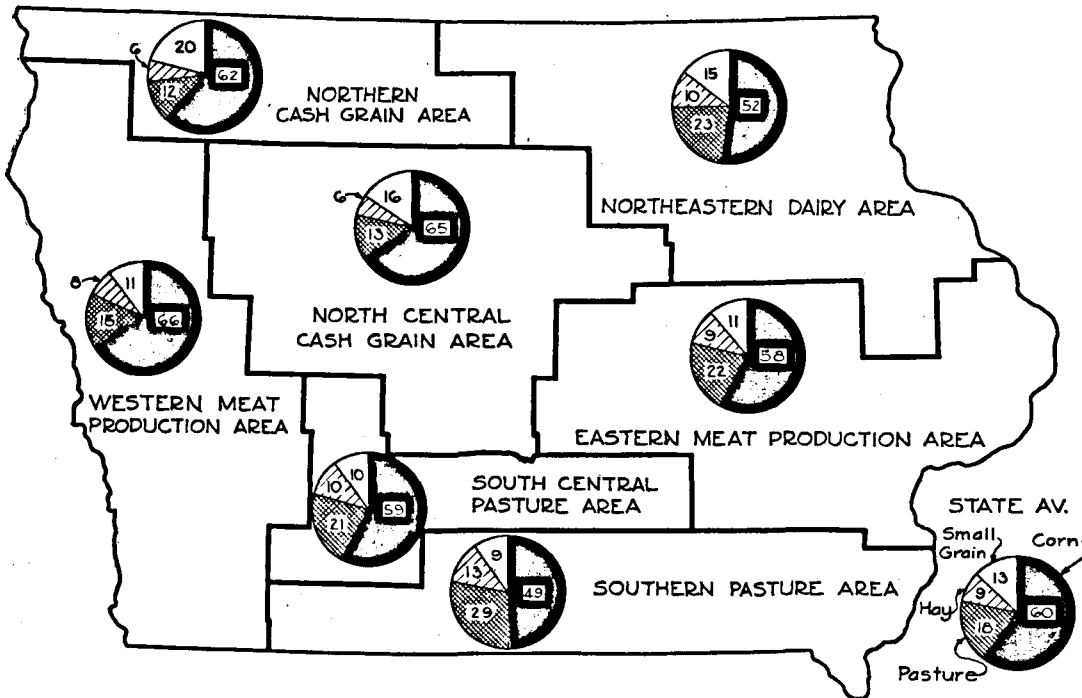 6
20
62
12
NORTHERN
CASH GRAIN AREA
15
10
52
23
NORTHEASTERN DAIRY AREA
6
16
65
13
NORTH CENTRAL
CASH GRAIN AREA
8
11
66
15
WESTERN MEAT
PRODUCTION AREA
11
9
58
22
EASTERN MEAT PRODUCTION AREA
10
10
59
21
SOUTH CENTRAL
PASTURE AREA
9
13
49
29
SOUTHERN PASTURE AREA
STATE AV.
Small
Grain
Corn
13
9
60
Hay
18
Pasture